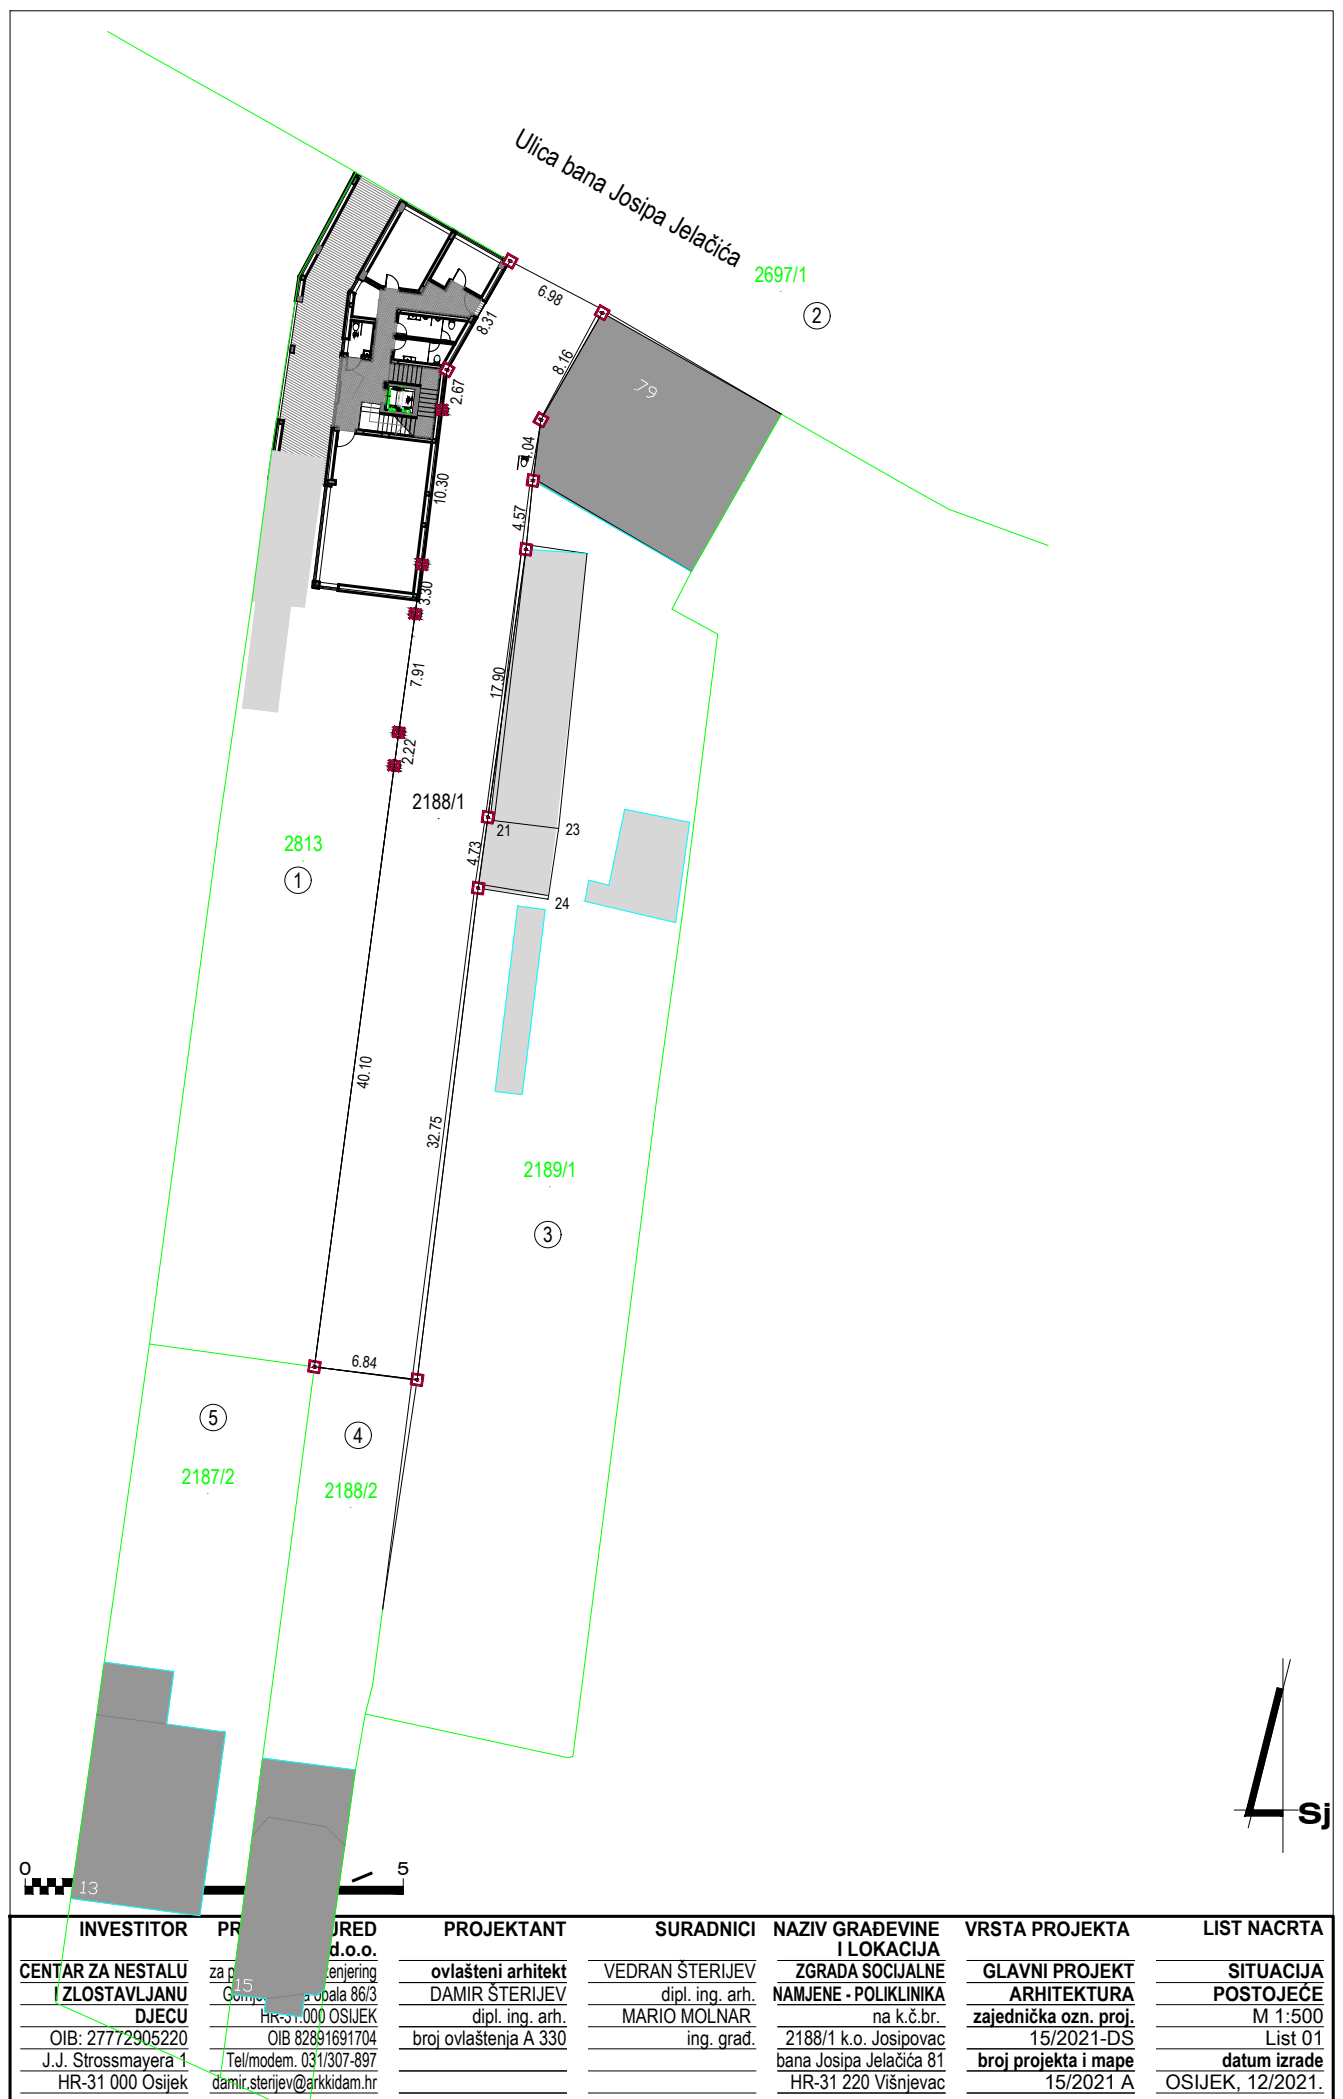 Ulica bana Josipa Jelačića
2697/1
2
6.98
8.31
8.16
79
2.67
4.04
10.30
4.57
3.30
7.91
17.90
2.22
2188/1
2813
1
21
23
4.73
24
40.10
32.75
2189/1
3
6.84
5
4
2187/2
2188/2
Sj
0
5
13
15
INVESTITOR
CENTAR ZA NESTALU
I ZLOSTAVLJANU
DJECU
OIB: 27772905220
J.J. Strossmayera 1
HR-31 000 Osijek
d.o.o.
86/3
HR-31 000 OSIJEK
OIB 82891691704
Tel/modem. 031/307-897
damir.sterijev@arkkidam.hr
PROJEKTANT
ovlašteni arhitekt
DAMIR ŠTERIJEV
dipl. ing. arh.
broj ovlaštenja A 330
SURADNICI
VEDRAN ŠTERIJEV
dipl. ing. arh.
MARIO MOLNAR
ing. građ.
NAZIV GRAĐEVINE
I LOKACIJA
ZGRADA SOCIJALNE
NAMJENE - POLIKLINIKA
na k.č.br.
2188/1 k.o. Josipovac
bana Josipa Jelačića 81
HR-31 220 Višnjevac
VRSTA PROJEKTA
GLAVNI PROJEKT
ARHITEKTURA
zajednička ozn. proj.
15/2021-DS
broj projekta i mape
15/2021 A
LIST NACRTA
SITUACIJA
POSTOJEĆE
M 1:500
List 01
datum izrade
OSIJEK, 12/2021.